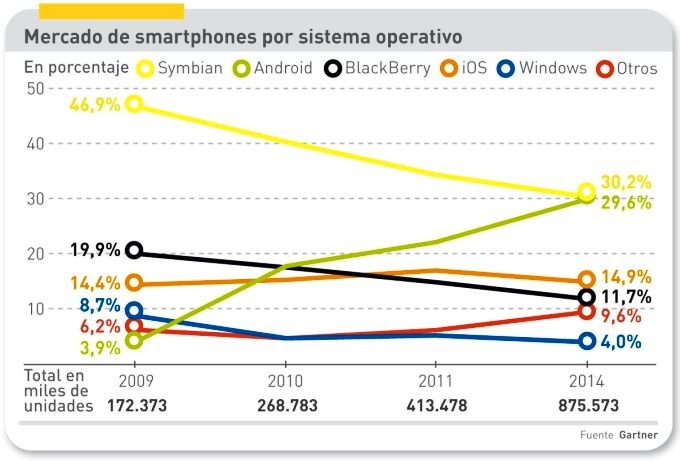 Mercado de smartphones por sistema operativo
En porcentaje Symbian Android BlackBerry iOS Windows Otros
50
46,9%
40
30
30,2%
29,6%
20
19,9%
14,4%
14,9%
11,7%
10
8,7%
9,6%
6,2%
4,0%
3,9%
Total en
miles de
unidades
2009 2010 2011 2014
172.373 268.783 413.478 875.573
Fuente Gartner